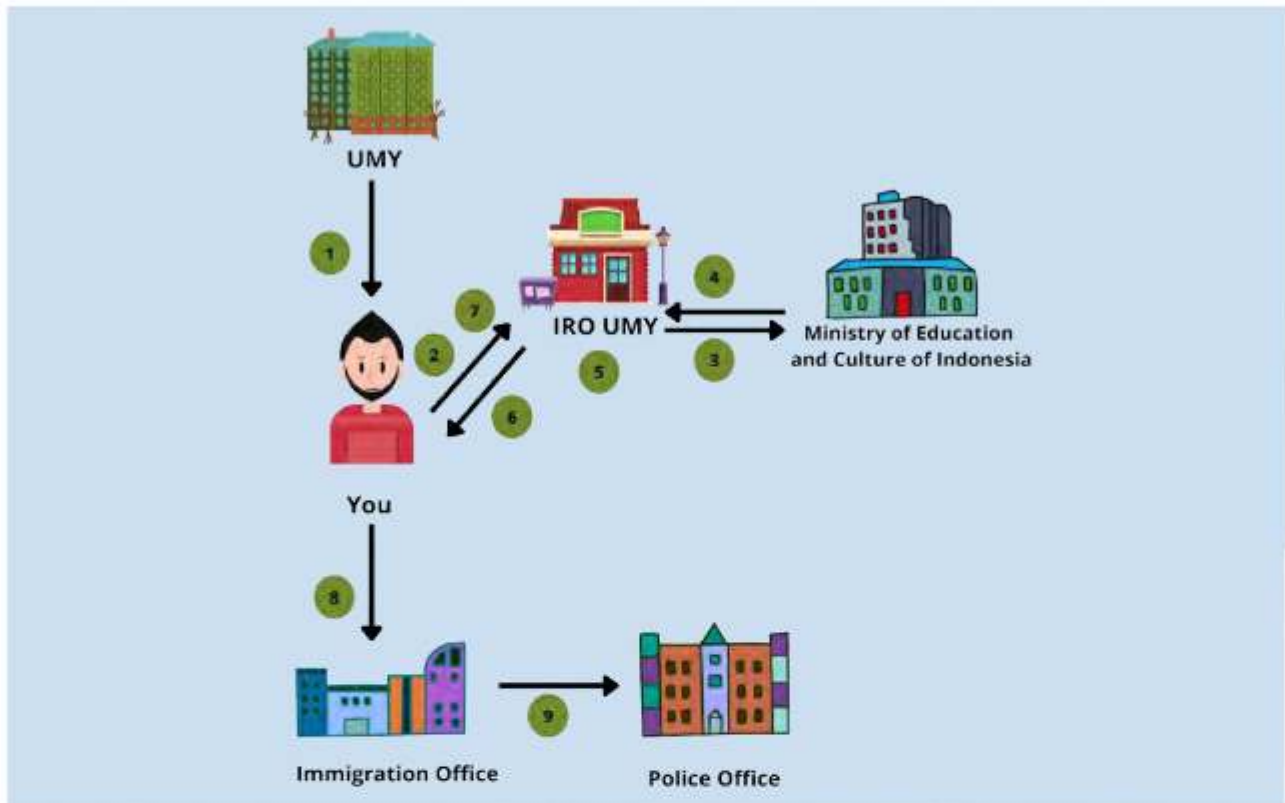 UMY
1
4
7
IRO UMY
Ministry of Education
and Culture of Indonesia
2
5
3
6
You
8
9
Immigration Office
Police Office